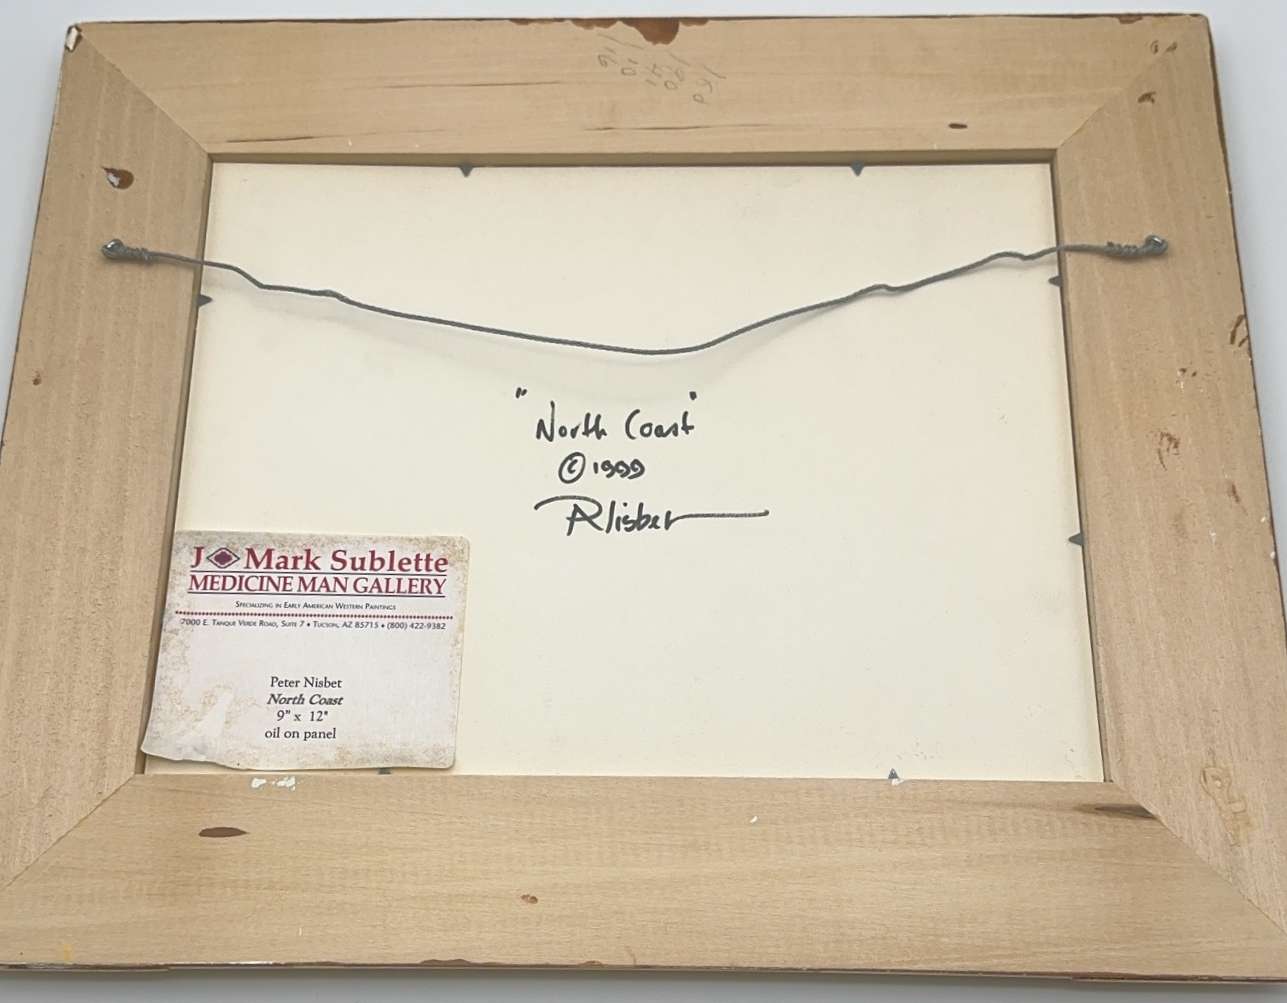 "North Coast"
© 1999
PNisbet
J Mark Sublette
MEDICINE MAN GALLERY
SPECIALIZING IN EARLY AMERICAN WESTERN PAINTINGS
7000 E. TANQUE VERDE ROAD, SUITE 7 • TUCSON, AZ 85715 • (800) 422-9382
Peter Nisbet
North Coast
9" x 12"
oil on panel